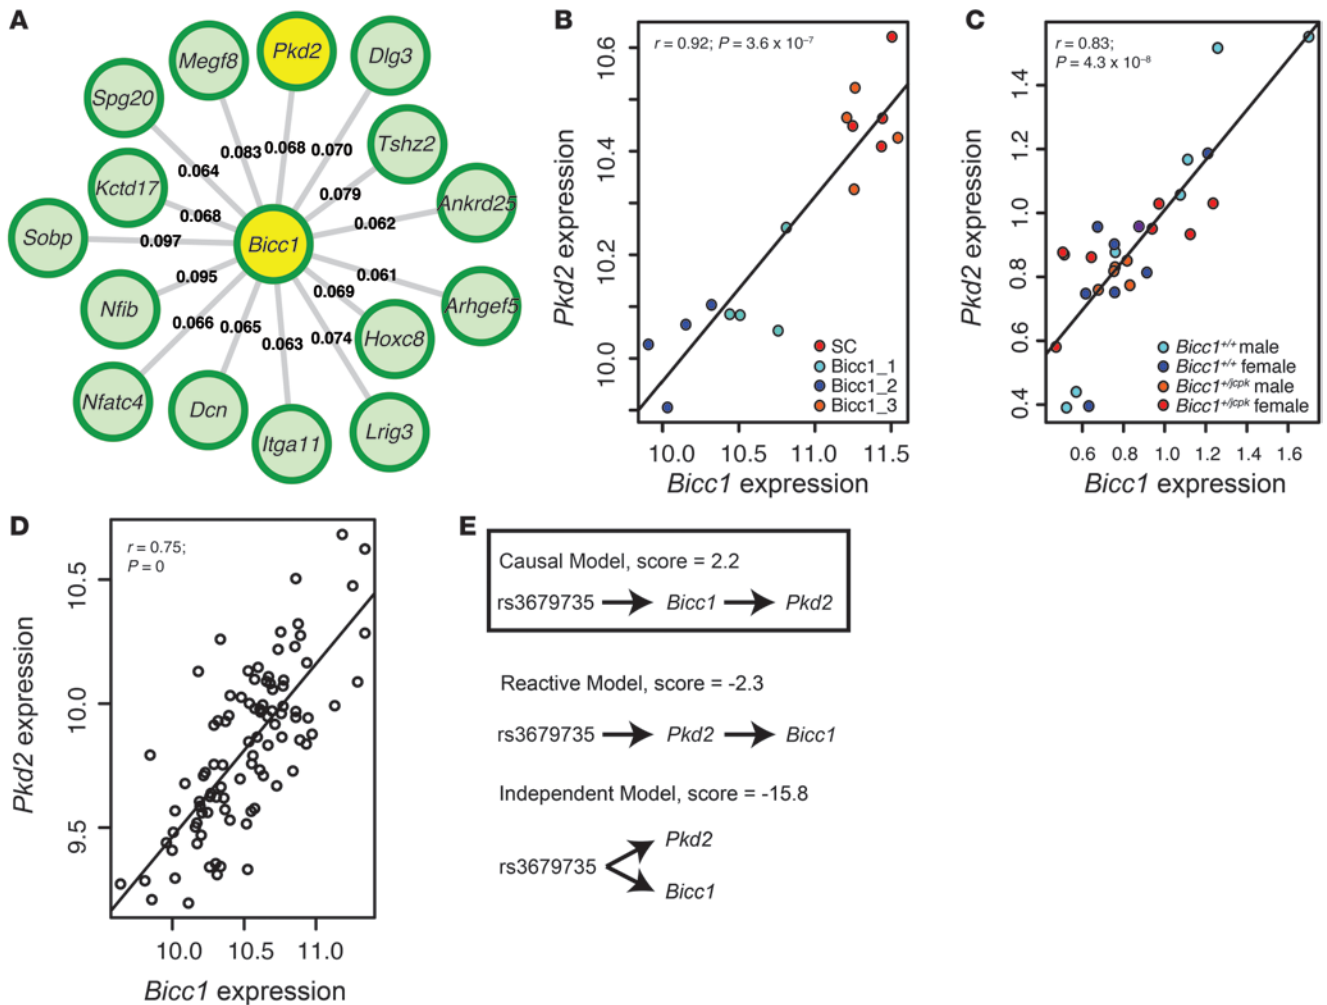 A
Megf8
Pkd2
Dlg3
Spg20
Tshz2
Kctd17
Ankrd25
Sobp
Bicc1
Nfib
Arhgef5
Hoxc8
Nfatc4
Dcn
Itga11
Lrig3
0.083
0.068
0.070
0.064
0.079
0.068
0.062
0.097
0.061
0.095
0.069
0.066
0.065
0.063
0.074
B
r = 0.92; P = 3.6 x 10⁻⁷
Pkd2 expression
10.6
10.4
10.2
10.0
SC
Bicc1_1
Bicc1_2
Bicc1_3
10.0 10.5 11.0 11.5
Bicc1 expression
C
r = 0.83;
P = 4.3 x 10⁻⁸
Pkd2 expression
1.4
1.2
1.0
0.8
0.6
0.4
Bicc1+/+ male
Bicc1+/+ female
Bicc1+/jcpk male
Bicc1+/jcpk female
0.6 0.8 1.0 1.2 1.4 1.6
Bicc1 expression
D
r = 0.75;
P = 0
Pkd2 expression
10.5
10.0
9.5
10.0 10.5 11.0
Bicc1 expression
E
Causal Model, score = 2.2
rs3679735 Bicc1 Pkd2
Reactive Model, score = -2.3
rs3679735 Pkd2 Bicc1
Independent Model, score = -15.8
Pkd2
rs3679735
Bicc1